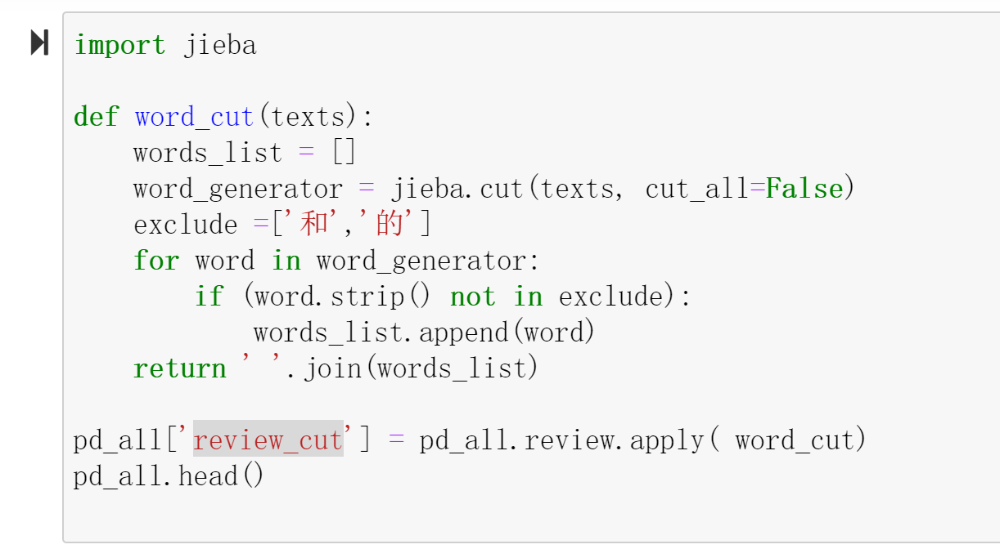 import jieba
def word_cut(texts):
words_list = []
word_generator = jieba.cut(texts, cut_all=False)
exclude =['和','的']
for word in word_generator:
if (word.strip() not in exclude):
words_list.append(word)
return ' '.join(words_list)
pd_all['review_cut'] = pd_all.review.apply( word_cut)
pd_all.head()